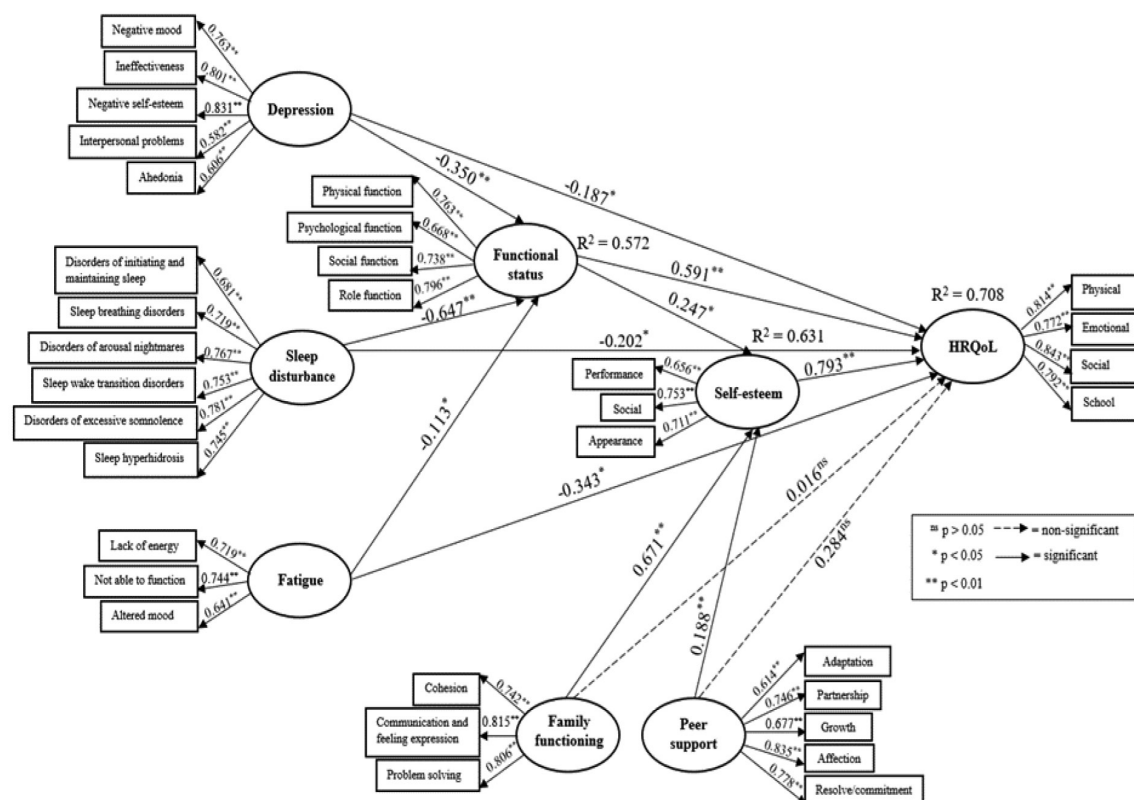 Negative mood
0.763**
Ineffectiveness
0.801**
Negative self-esteem
0.831**
Interpersonal problems
0.582**
Ahedonia
0.606**
Depression
-0.350**
-0.187*
Physical function
0.763**
Psychological function
0.668**
Social function
0.738**
Role function
0.796**
Functional
status
R² = 0.572
0.591**
0.247*
Disorders of initiating and
maintaining sleep
0.681**
Sleep breathing disorders
0.719**
Disorders of arousal nightmares
0.767**
Sleep wake transition disorders
0.753**
Disorders of excessive somnolence
0.781**
Sleep hyperhidrosis
0.745**
Sleep
disturbance
-0.647**
-0.202*
R² = 0.631
Performance
0.656**
Social
0.753**
Appearance
0.711**
Self-esteem
0.793**
R² = 0.708
HRQoL
0.814**
Physical
0.772**
Emotional
0.843**
Social
0.792**
School
-0.113*
Lack of energy
0.719**
Not able to function
0.744**
Altered mood
0.641**
Fatigue
-0.343*
0.671**
0.188**
0.016ns
0.284ns
ns p > 0.05 = non-significant
* p < 0.05 = significant
** p < 0.01
Cohesion
0.742**
Communication and
feeling expression
0.815**
Problem solving
0.806**
Family
functioning
Peer
support
0.614**
Adaptation
0.746**
Partnership
0.677**
Growth
0.835**
Affection
0.778**
Resolve/commitment